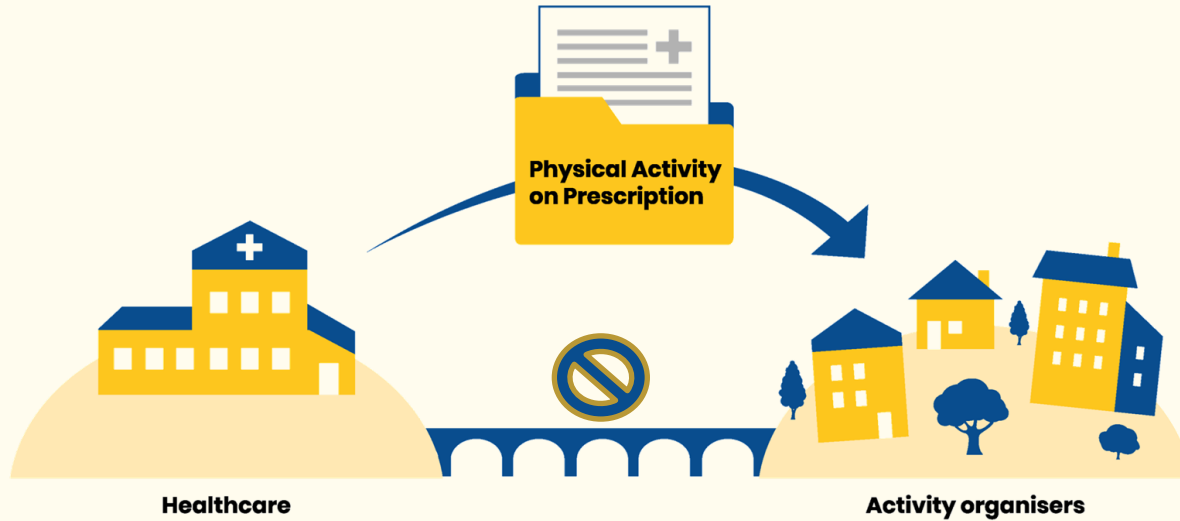 Physical Activity
on Prescription
Healthcare
Activity organisers